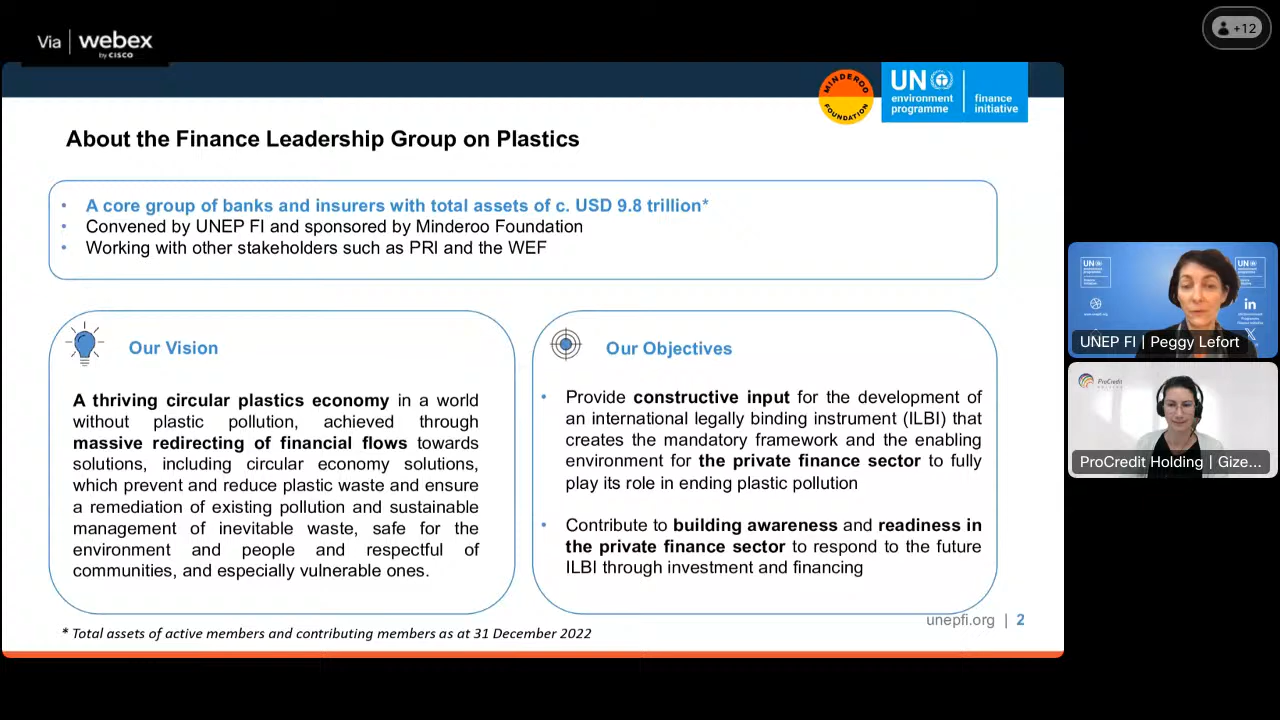 Via | webex
by CISCO
+12
MINDEROO
FOUNDATION
UN
environment
programme
finance
initiative
About the Finance Leadership Group on Plastics
• A core group of banks and insurers with total assets of c. USD 9.8 trillion*
• Convened by UNEP FI and sponsored by Minderoo Foundation
• Working with other stakeholders such as PRI and the WEF
Our Vision
A thriving circular plastics economy in a world
without plastic pollution, achieved through
massive redirecting of financial flows towards
solutions, including circular economy solutions,
which prevent and reduce plastic waste and ensure
a remediation of existing pollution and sustainable
management of inevitable waste, safe for the
environment and people and respectful of
communities, and especially vulnerable ones.
Our Objectives
• Provide constructive input for the development of
an international legally binding instrument (ILBI) that
creates the mandatory framework and the enabling
environment for the private finance sector to fully
play its role in ending plastic pollution
• Contribute to building awareness and readiness in
the private finance sector to respond to the future
ILBI through investment and financing
* Total assets of active members and contributing members as at 31 December 2022
unepfi.org | 2
UN
UN
in
UNEP FI | Peggy Lefort
ProCredit
ProCredit Holding | Gize...